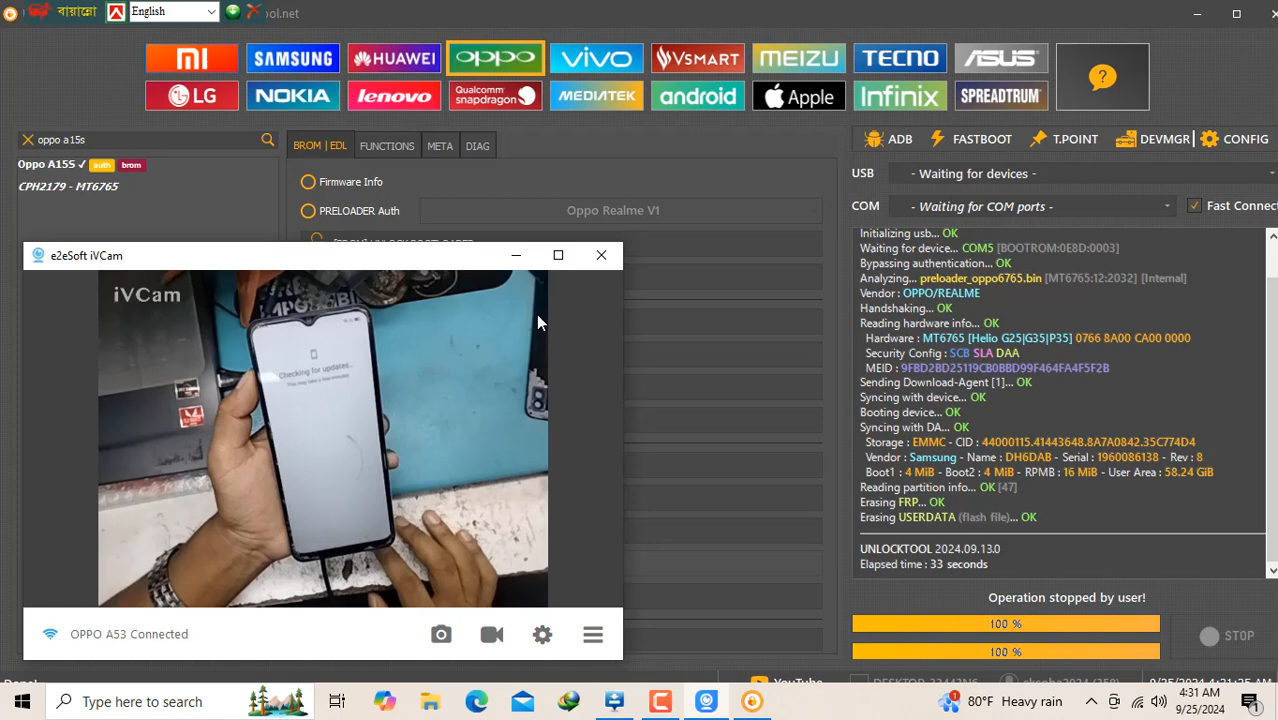 বায়ান্নো English ool.net
mi SAMSUNG HUAWEI oppo vivo VSMART MEIZU TECNO ASUS
LG NOKIA lenovo Qualcomm snapdragon MEDIATEK android Apple Infinix SPREADTRUM ?
oppo a15s
BROM | EDL FUNCTIONS META DIAG
ADB FASTBOOT T.POINT DEVMGR CONFIG
Oppo A15S ✓ auth brom
CPH2179 - MT6765
Firmware Info
PRELOADER Auth Oppo Realme V1
USB - Waiting for devices -
COM - Waiting for COM ports - Fast Connect
Initializing usb... OK
Waiting for device... COM5 [BOOTROM:0E8D:0003]
Bypassing authentication... OK
Analyzing... preloader_oppo6765.bin [MT6765:12:2032] [Internal]
Vendor : OPPO/REALME
Handshaking... OK
Reading hardware info... OK
Hardware : MT6765 [Helio G25|G35|P35] 0766 8A00 CA00 0000
Security Config : SCB SLA DAA
MEID : 9FBD2BD25119CB0BBD99F464FA4F5F2B
Sending Download-Agent [1]... OK
Syncing with device... OK
Booting device... OK
Syncing with DA... OK
Storage : EMMC - CID : 44000115.41443648.8A7A0842.35C774D4
Vendor : Samsung - Name : DH6DAB - Serial : 1960086138 - Rev : 8
Boot1 : 4 MiB - Boot2 : 4 MiB - RPMB : 16 MiB - User Area : 58.24 GiB
Reading partition info... OK [47]
Erasing FRP... OK
Erasing USERDATA (flash file)... OK
UNLOCKTOOL 2024.09.13.0
Elapsed time : 33 seconds
Operation stopped by user!
100 %
100 %
STOP
e2eSoft iVCam
iVCam
Checking for updates...
This may take a few minutes
OPPO A53 Connected
YouTube
Type here to search
80°F Heavy rain
4:31 AM
9/25/2024
1